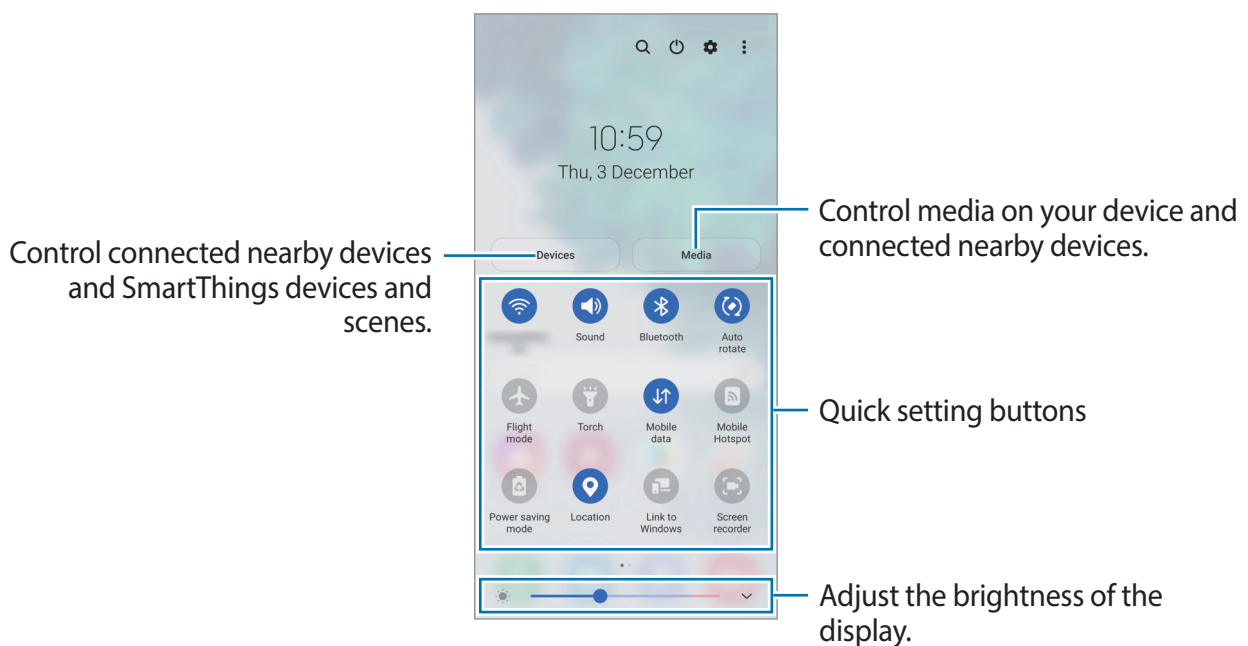 10:59
Thu, 3 December
Control media on your device and
connected nearby devices.
Control connected nearby devices
and SmartThings devices and
scenes.
Devices
Media
Sound
Bluetooth
Auto
rotate
Quick setting buttons
Flight
mode
Torch
Mobile
data
Mobile
Hotspot
Power saving
mode
Location
Link to
Windows
Screen
recorder
Adjust the brightness of the
display.